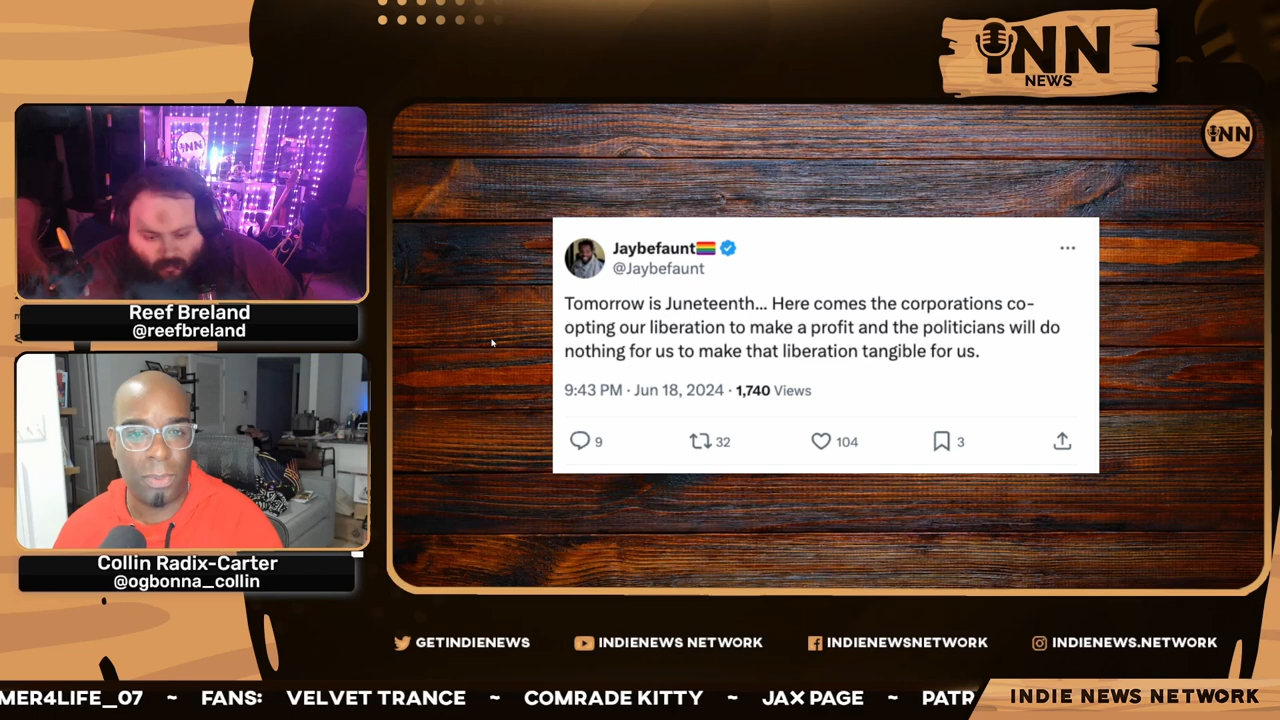 iNN
NEWS
iNN
iNN
Reef Breland
@reefbreland
Collin Radix-Carter
@ogbonna_collin
Jaybefaunt🏳️‍🌈
@Jaybefaunt
Tomorrow is Juneteenth... Here comes the corporations co-
opting our liberation to make a profit and the politicians will do
nothing for us to make that liberation tangible for us.
9:43 PM · Jun 18, 2024 · 1,740 Views
9 32 104 3
GETINDIENEWS INDIENEWS NETWORK INDIENEWSNETWORK INDIENEWS.NETWORK
MER4LIFE_07 ~ FANS: VELVET TRANCE ~ COMRADE KITTY ~ JAX PAGE ~ PATR
INDIE NEWS NETWORK